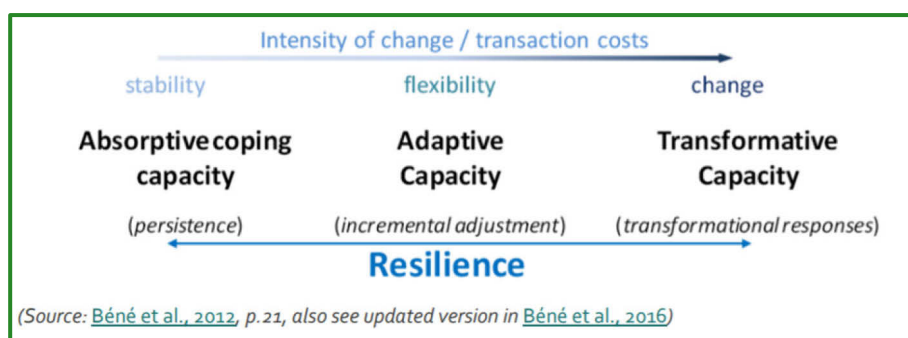 Intensity of change / transaction costs
stability flexibility change
Absorptive coping Adaptive Transformative
capacity Capacity Capacity
(persistence) (incremental adjustment) (transformational responses)
Resilience
(Source: Béné et al., 2012, p.21, also see updated version in Béné et al., 2016)